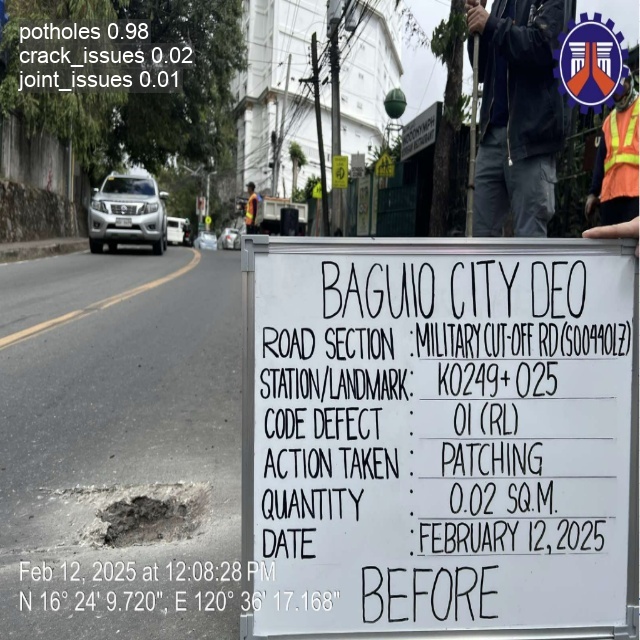 potholes 0.98
crack_issues 0.02
joint_issues 0.01
BAGUIO CITY DEO
ROAD SECTION : MILITARY CUT-OFF RD (S00440LZ)
STATION/LANDMARK: K0249+025
CODE DEFECT : 01 (RL)
ACTION TAKEN : PATCHING
QUANTITY : 0.02 SQ.M.
DATE : FEBRUARY 12, 2025
BEFORE
Feb 12, 2025 at 12:08:28 PM
N 16° 24' 9.720", E 120° 36' 17.168"